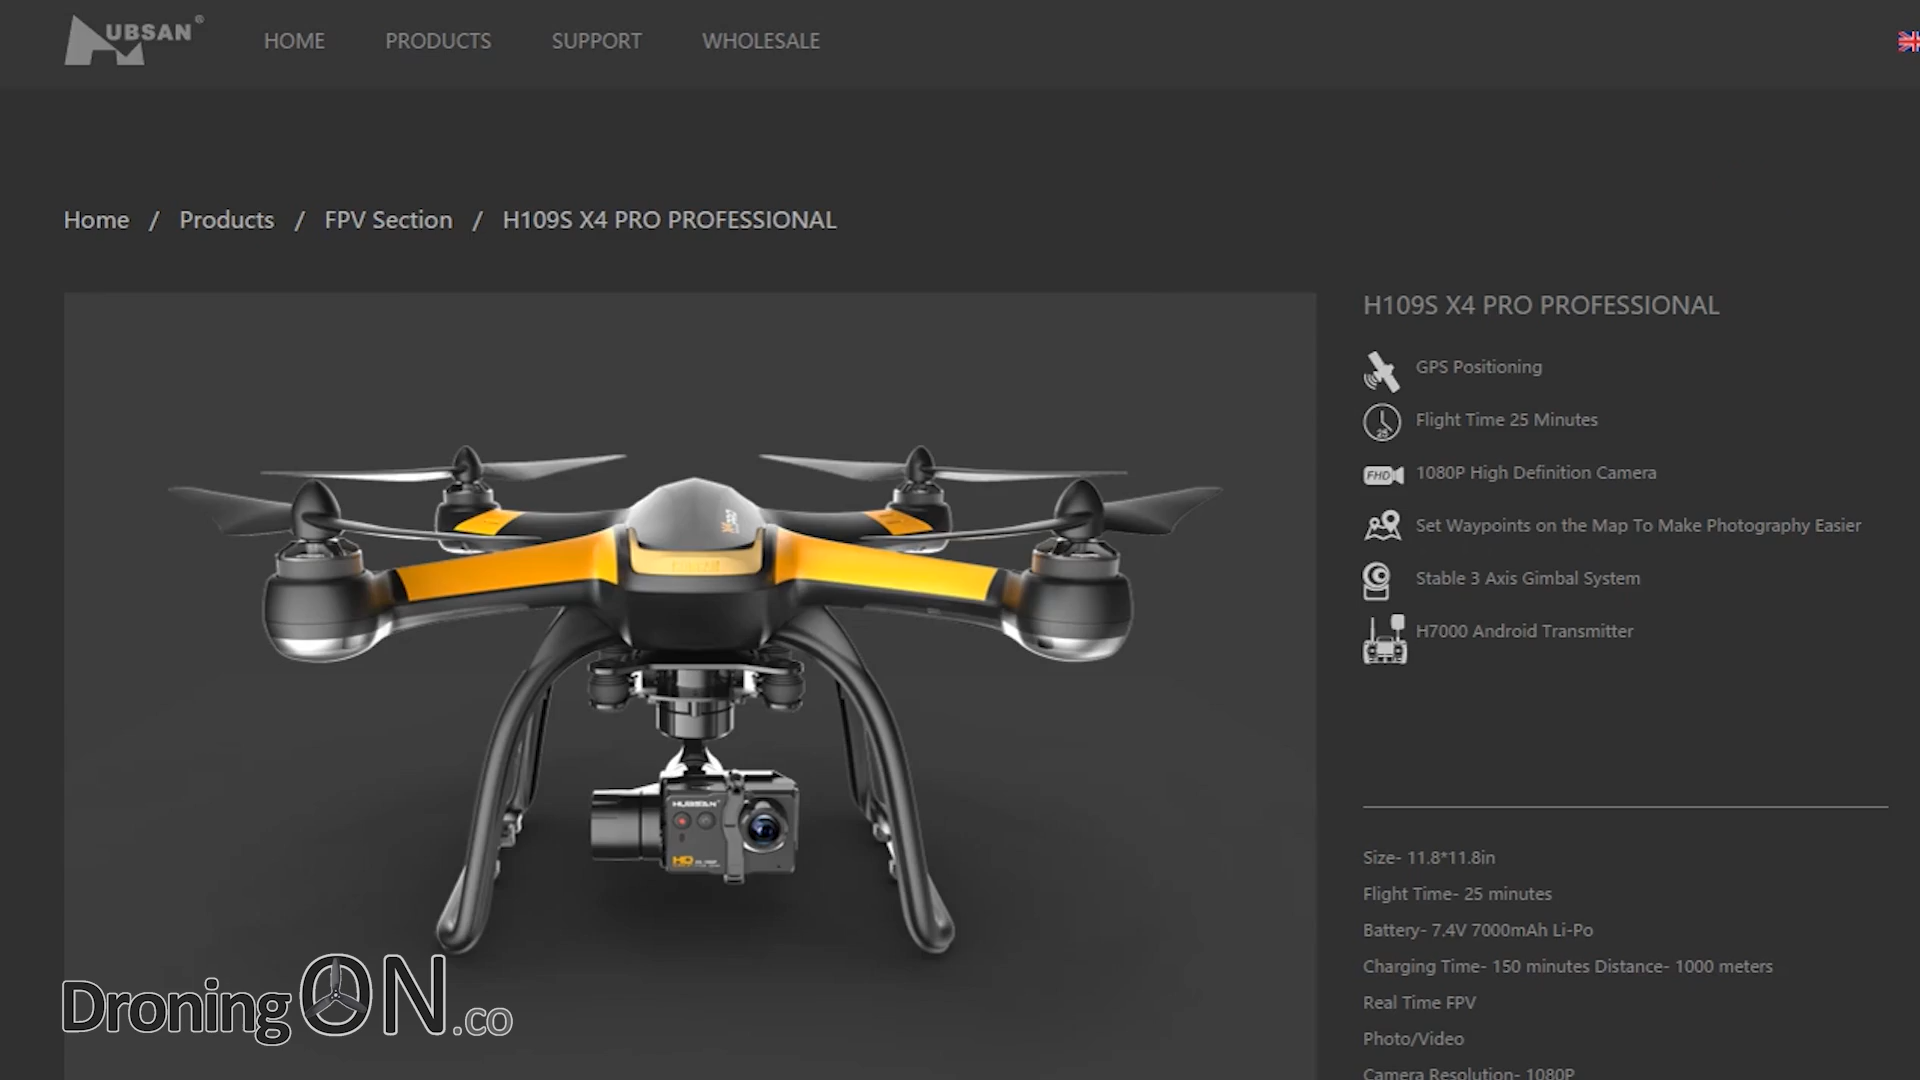 UBSAN®
HOME PRODUCTS SUPPORT WHOLESALE
Home / Products / FPV Section / H109S X4 PRO PROFESSIONAL
H109S X4 PRO PROFESSIONAL
GPS Positioning
25
Flight Time 25 Minutes
FHD
1080P High Definition Camera
Set Waypoints on the Map To Make Photography Easier
Stable 3 Axis Gimbal System
H7000 Android Transmitter
HUBSAN
HD
Size- 11.8*11.8in
Flight Time- 25 minutes
Battery- 7.4V 7000mAh Li-Po
Charging Time- 150 minutes Distance- 1000 meters
Real Time FPV
Photo/Video
Camera Resolution- 1080P
DroningON.co